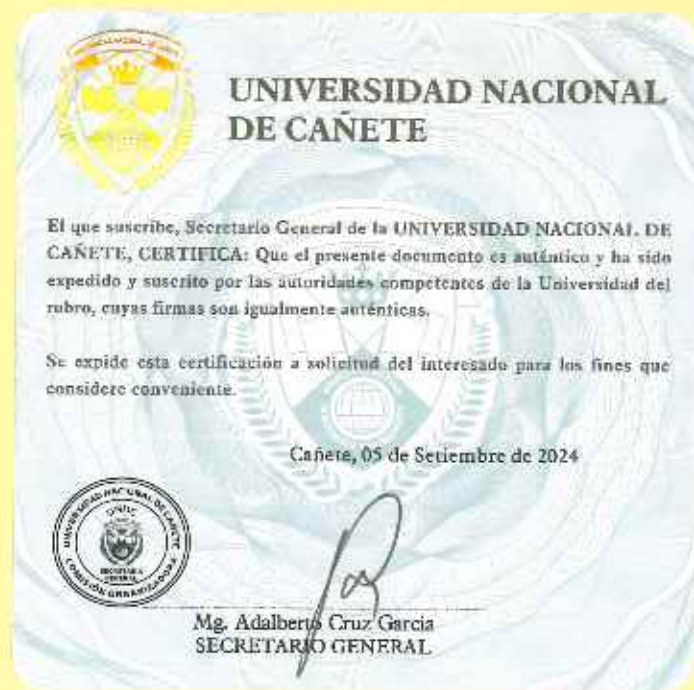 UNIVERSIDAD NACIONAL
DE CAÑETE
El que suscribe, Secretario General de la UNIVERSIDAD NACIONAL DE
CAÑETE, CERTIFICA: Que el presente documento es auténtico y ha sido
expedido y suscrito por las autoridades competentes de la Universidad del
rubro, cuyas firmas son igualmente auténticas.
Se expide esta certificación a solicitud del interesado para los fines que
considere conveniente.
Cañete, 05 de Setiembre de 2024
UNIVERSIDAD NACIONAL DE CAÑETE
UNDC
SECRETARIA
GENERAL
COMISIÓN ORGANIZADORA
Mg. Adalberto Cruz Garcia
SECRETARIO GENERAL